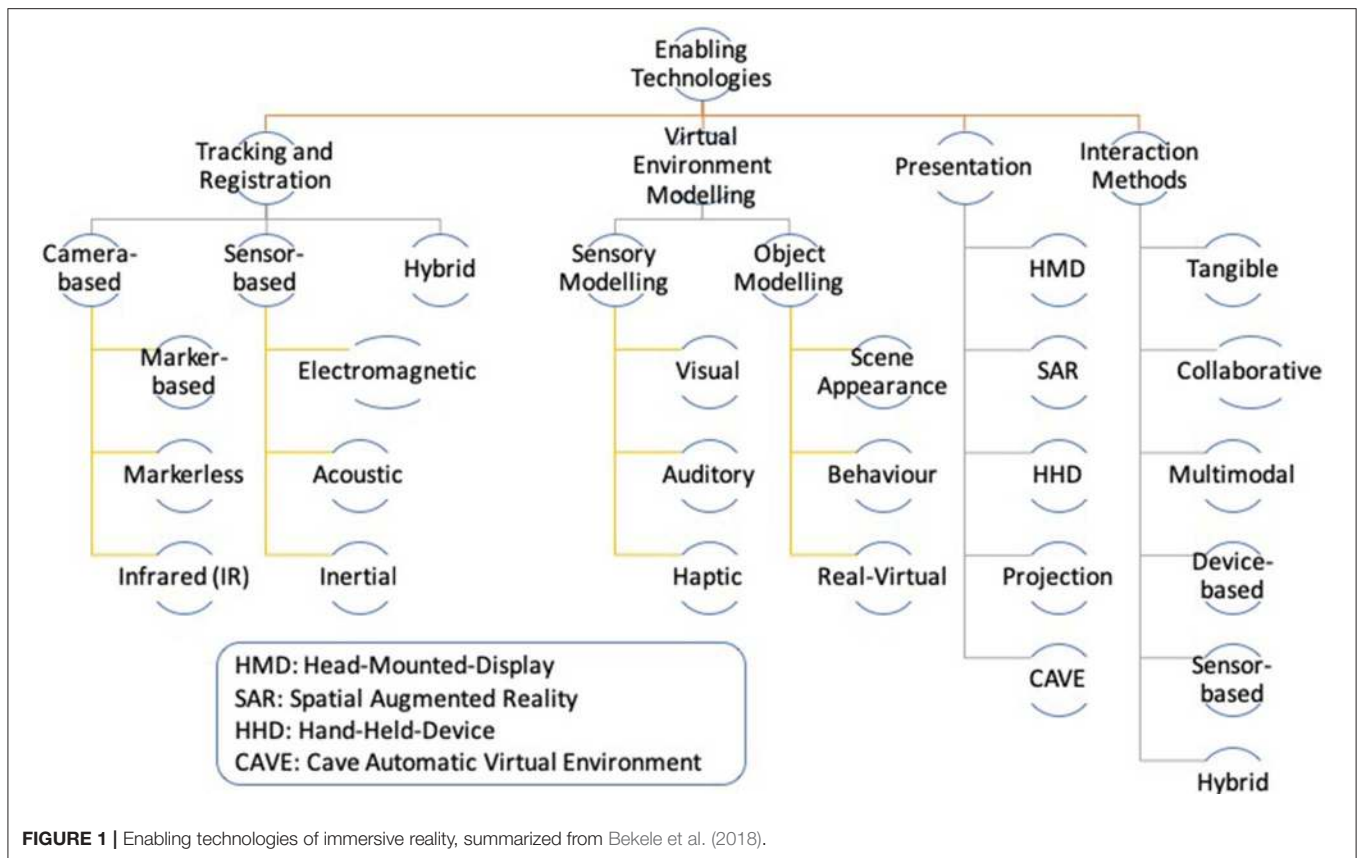 Enabling
Technologies
Tracking and
Registration
Virtual
Environment
Modelling
Presentation
Interaction
Methods
Camera-
based
Sensor-
based
Hybrid
Sensory
Modelling
Object
Modelling
HMD
Tangible
Marker-
based
Electromagnetic
Visual
Scene
Appearance
SAR
Collaborative
Markerless
Acoustic
Auditory
Behaviour
HHD
Multimodal
Infrared (IR)
Inertial
Haptic
Real-Virtual
Projection
Device-
based
CAVE
Sensor-
based
Hybrid
HMD: Head-Mounted-Display
SAR: Spatial Augmented Reality
HHD: Hand-Held-Device
CAVE: Cave Automatic Virtual Environment
FIGURE 1 | Enabling technologies of immersive reality, summarized from Bekele et al. (2018).